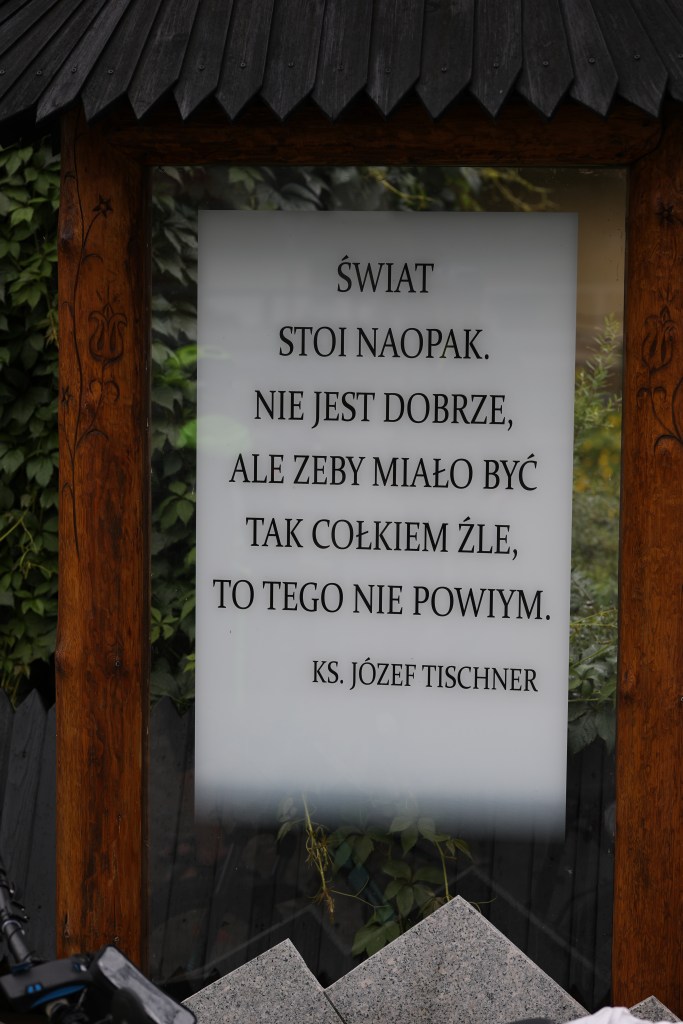 ŚWIAT
STOI NAOPAK.
NIE JEST DOBRZE,
ALE ZEBY MIAŁO BYĆ
TAK COŁKIEM ŹLE,
TO TEGO NIE POWIYM.
KS. JÓZEF TISCHNER